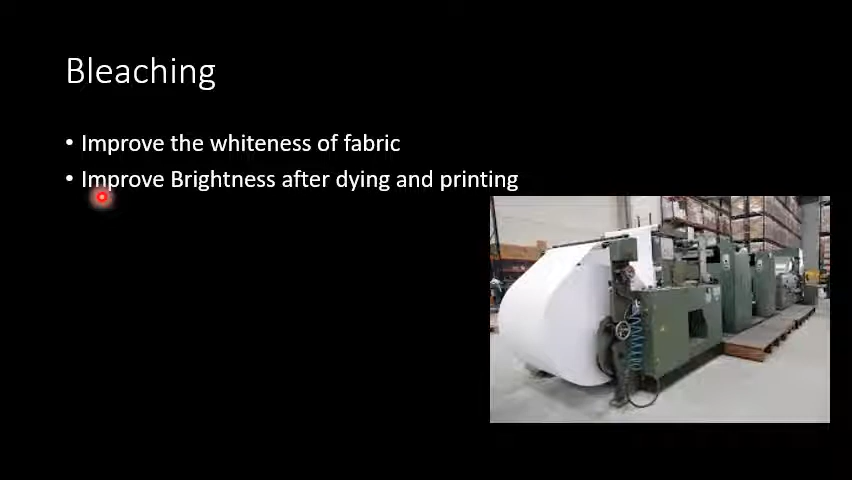 Bleaching
• Improve the whiteness of fabric
• Improve Brightness after dying and printing